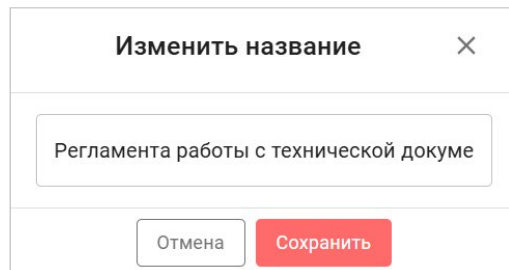 Изменить название
Регламента работы с технической докуме
Отмена
Сохранить